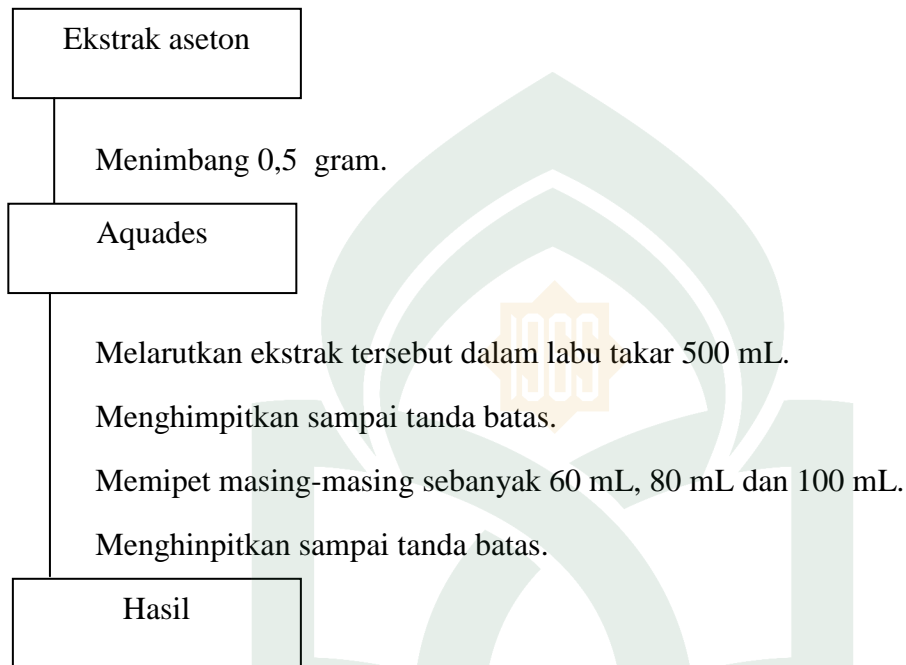 Ekstrak aseton
Menimbang 0,5 gram.
Aquades
Melarutkan ekstrak tersebut dalam labu takar 500 mL.
Menghimpitkan sampai tanda batas.
Memipet masing-masing sebanyak 60 mL, 80 mL dan 100 mL.
Menghinpitkan sampai tanda batas.
Hasil